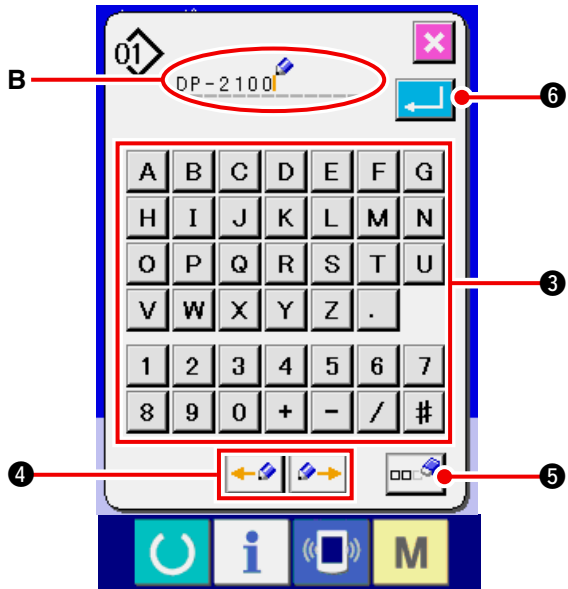 01
B
DP-2100
❻
A B C D E F G
H I J K L M N
O P Q R S T U
V W X Y Z .
❸
1 2 3 4 5 6 7
8 9 0 + - / #
❹
❺
i
M